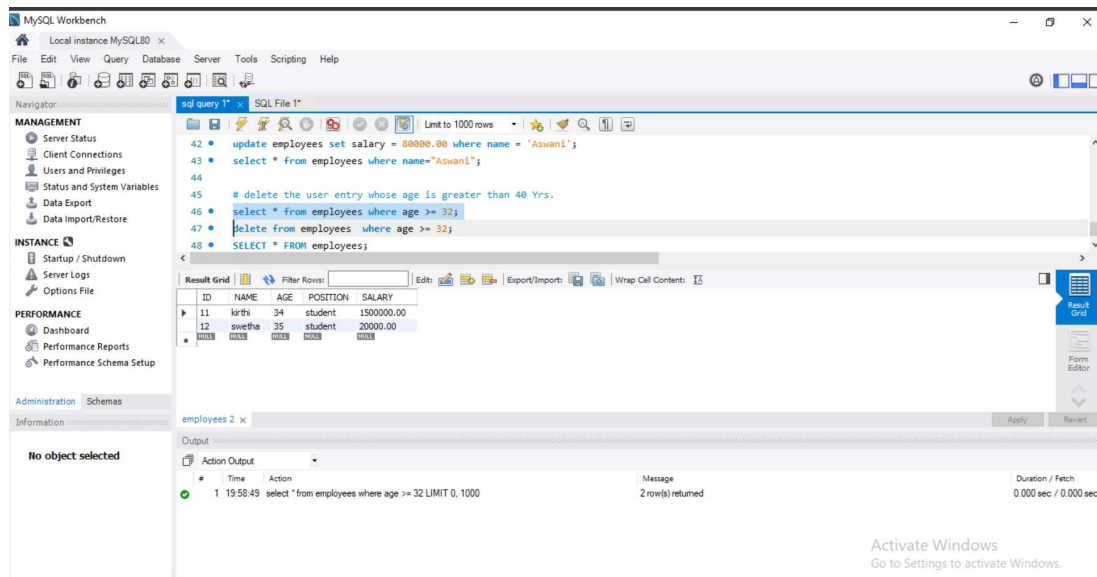 MySQL Workbench
Local instance MySQL80 ×
File Edit View Query Database Server Tools Scripting Help
Navigator
MANAGEMENT
Server Status
Client Connections
Users and Privileges
Status and System Variables
Data Export
Data Import/Restore
INSTANCE
Startup / Shutdown
Server Logs
Options File
PERFORMANCE
Dashboard
Performance Reports
Performance Schema Setup
Administration Schemas
Information
No object selected
sql query 1* × SQL File 1*
Limit to 1000 rows
42 update employees set salary = 80000.00 where name = 'Aswani';
43 select * from employees where name="Aswani";
44
45 # delete the user entry whose age is greater than 40 Yrs.
46 select * from employees where age >= 32;
47 delete from employees where age >= 32;
48 SELECT * FROM employees;
Result Grid Filter Rows: Edit: Export/Import: Wrap Cell Content:
ID NAME AGE POSITION SALARY
11 kirthi 34 student 1500000.00
12 swetha 35 student 20000.00
NULL NULL NULL NULL NULL
Result Grid
Form Editor
employees 2 ×
Apply Revert
Output
Action Output
# Time Action Message Duration / Fetch
1 19:58:49 select * from employees where age >= 32 LIMIT 0, 1000 2 row(s) returned 0.000 sec / 0.000 sec
Activate Windows
Go to Settings to activate Windows.